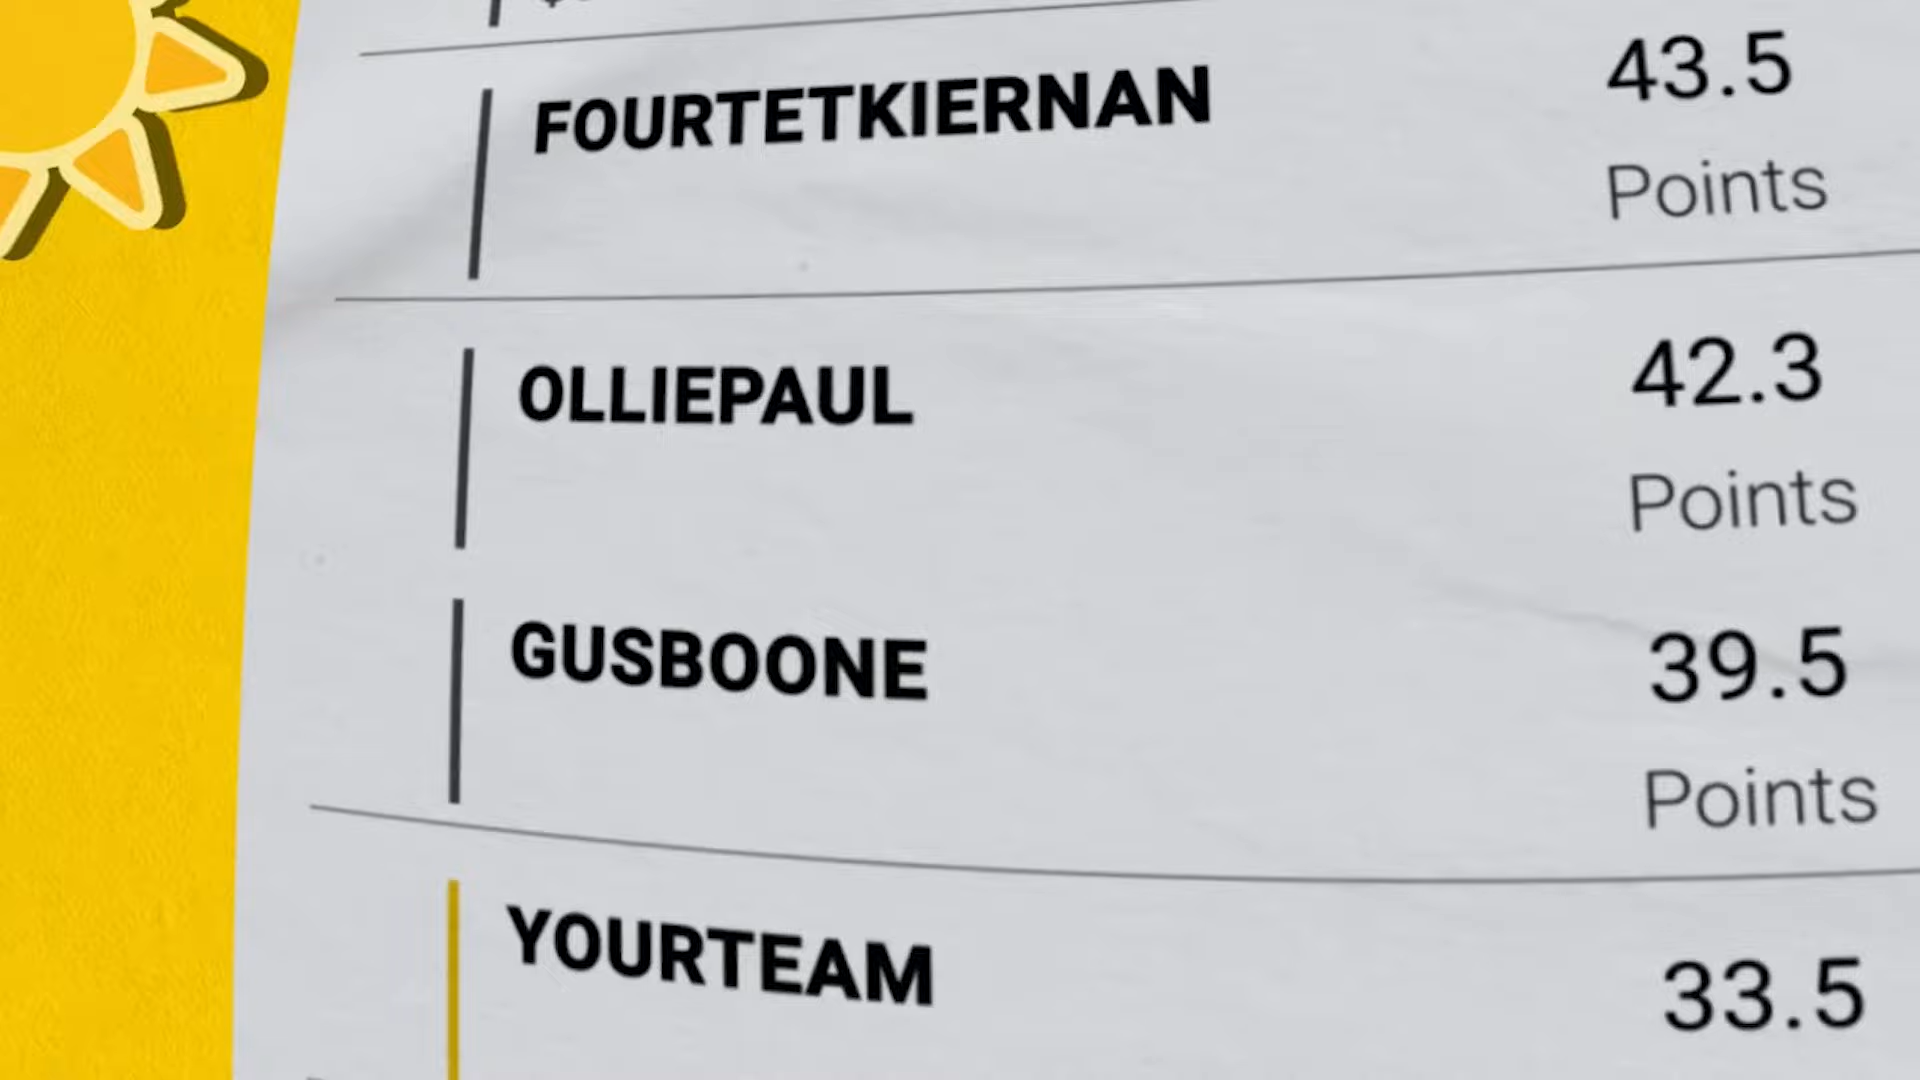 FOURTETKIERNAN
43.5
Points
OLLIEPAUL
42.3
Points
GUSBOONE
39.5
Points
YOURTEAM
33.5